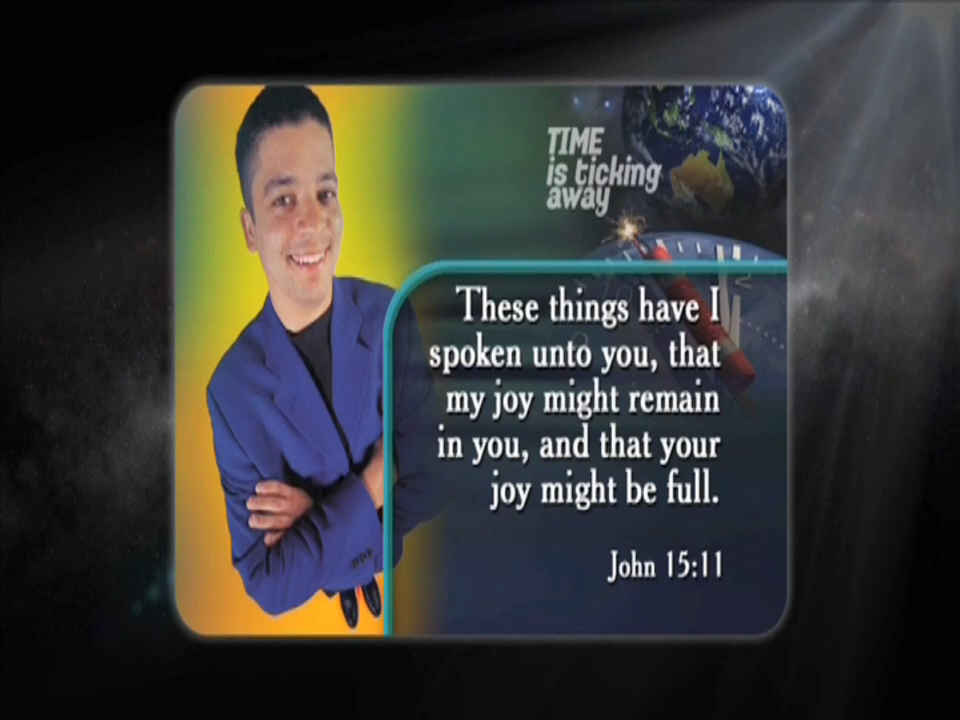 TIME
is ticking
away
These things have I
spoken unto you, that
my joy might remain
in you, and that your
joy might be full.
John 15:11